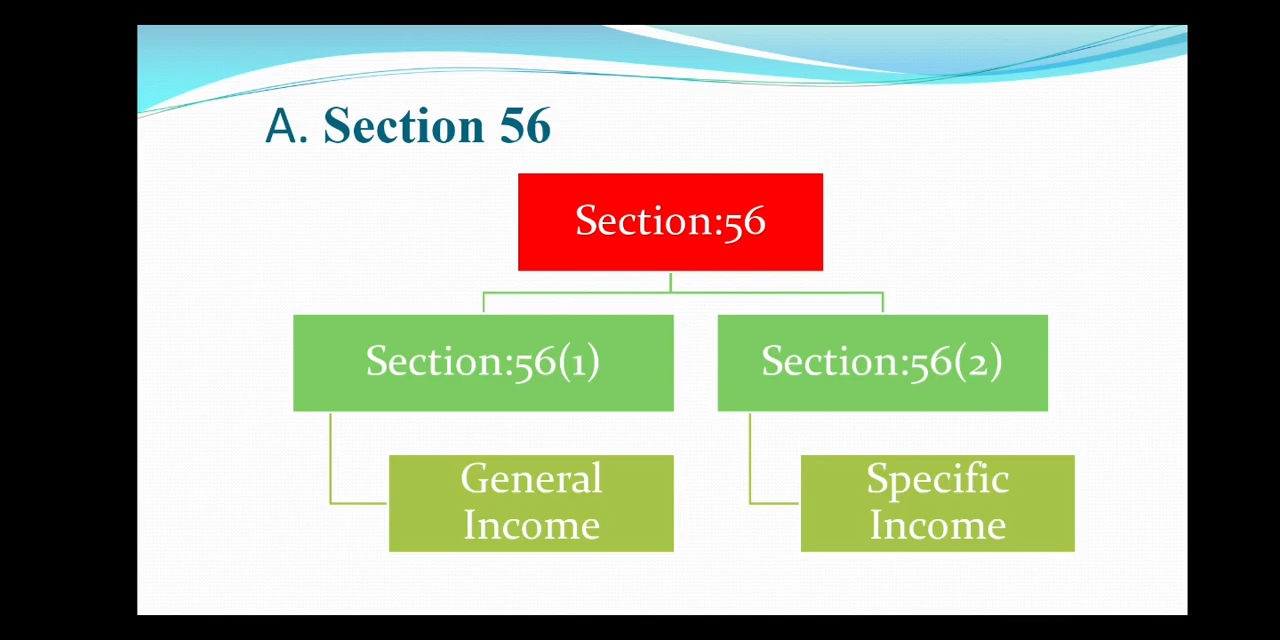 A. Section 56
Section:56
Section:56(1)
Section:56(2)
General
Income
Specific
Income